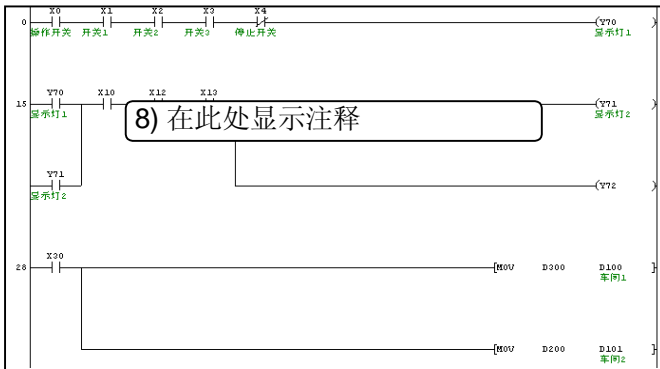 X0 X1 X2 X3 X4
0 (Y70 )
操作开关 开关1 开关2 开关3 停止开关 显示灯1
Y70 X10 X12 X13
15 (Y71 )
显示灯1 显示灯2
8) 在此处显示注释
Y71
(Y72 )
显示灯2
X30
28 [MOV D300 D100 ]
车间1
[MOV D200 D101 ]
车间2